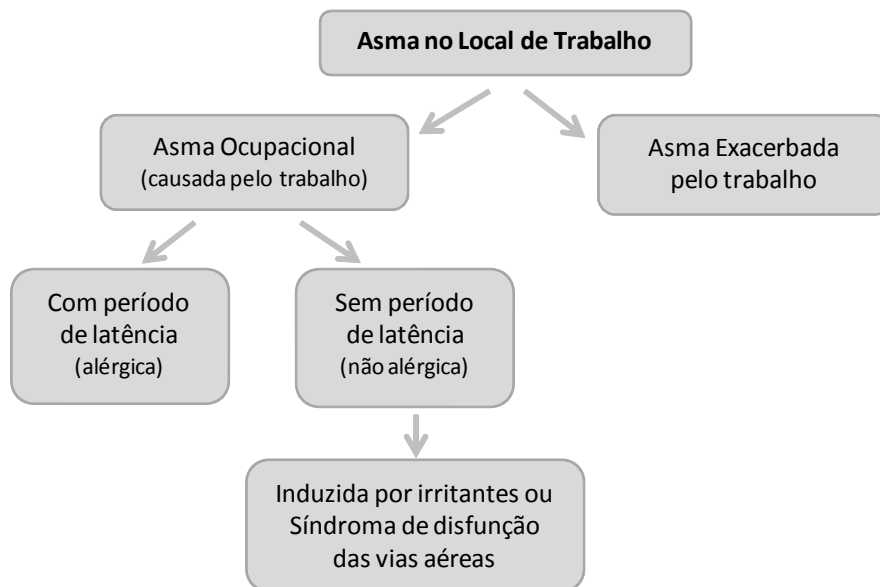 Asma no Local de Trabalho
Asma Ocupacional
(causada pelo trabalho)
Asma Exacerbada
pelo trabalho
Com período
de latência
(alérgica)
Sem período
de latência
(não alérgica)
Induzida por irritantes ou
Síndroma de disfunção
das vias aéreas